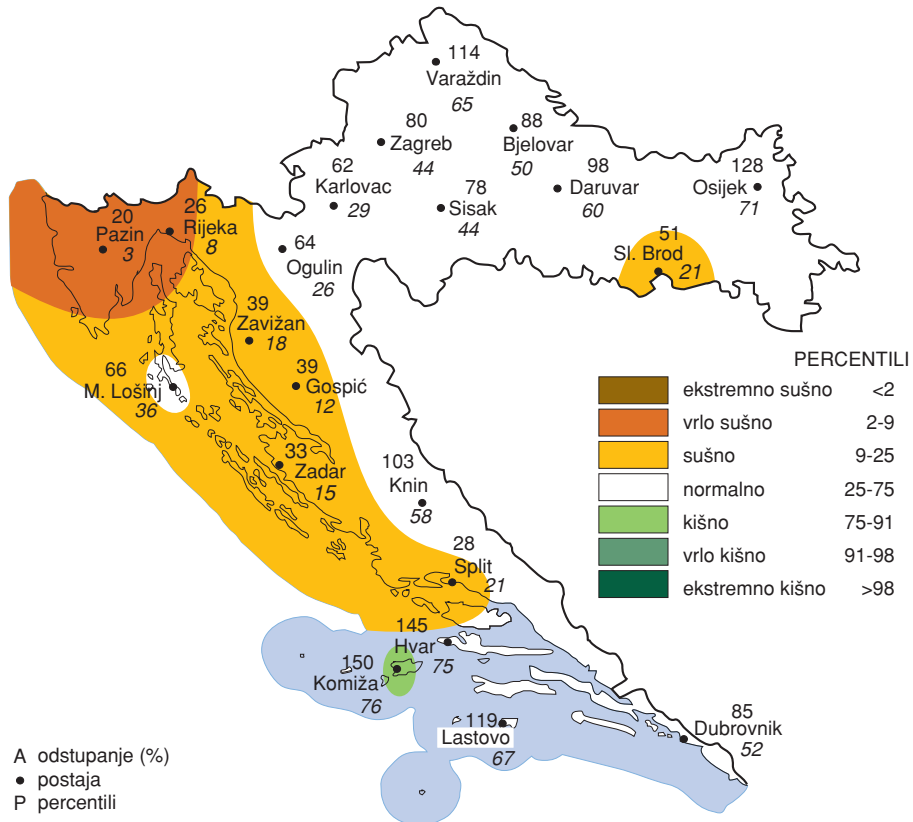 114
Varaždin
65
80
Zagreb
44
88
Bjelovar
50
62
Karlovac
29
78
Sisak
44
98
Daruvar
60
128
Osijek
71
20
Pazin
3
26
Rijeka
8
64
Ogulin
26
51
Sl. Brod
21
39
Zavižan
18
66
M. Lošinj
36
39
Gospić
12
33
Zadar
15
103
Knin
58
28
Split
21
145
Hvar
75
150
Komiža
76
119
Lastovo
67
85
Dubrovnik
52
PERCENTILI
ekstremno sušno <2
vrlo sušno 2-9
sušno 9-25
normalno 25-75
kišno 75-91
vrlo kišno 91-98
ekstremno kišno >98
A odstupanje (%)
• postaja
P percentili